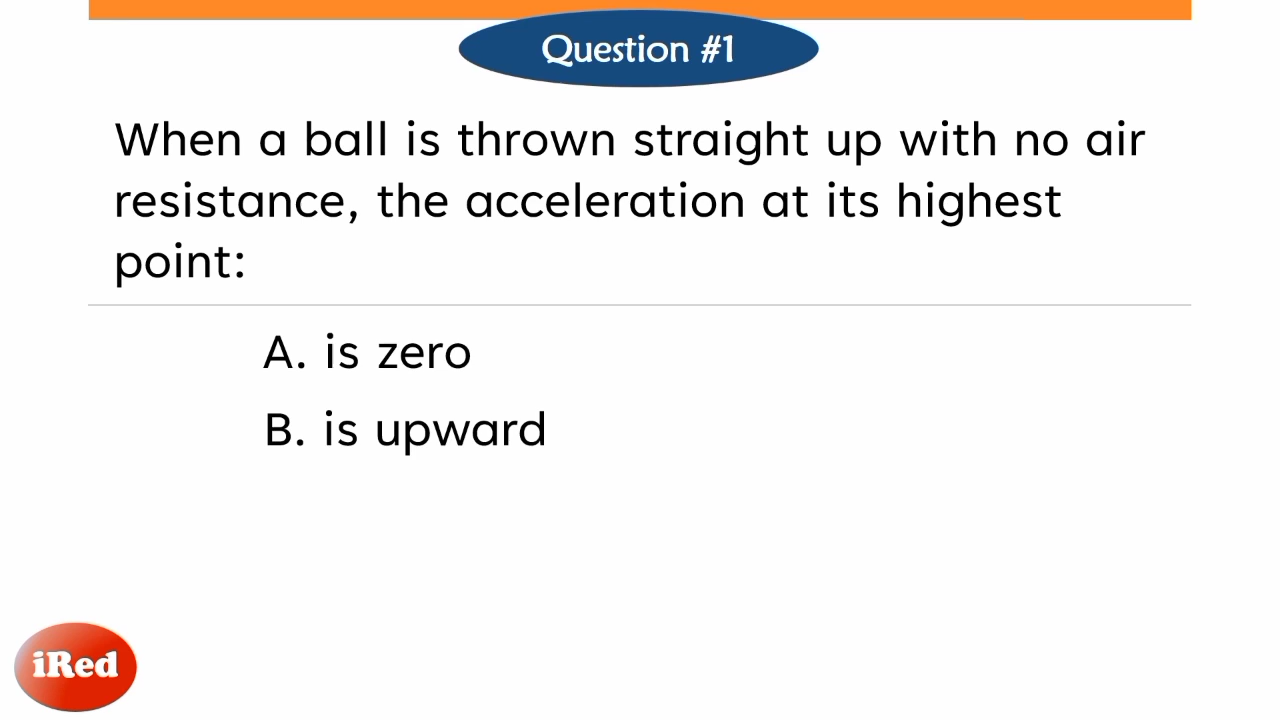 Question #1
When a ball is thrown straight up with no air
resistance, the acceleration at its highest
point:
A. is zero
B. is upward
iRed